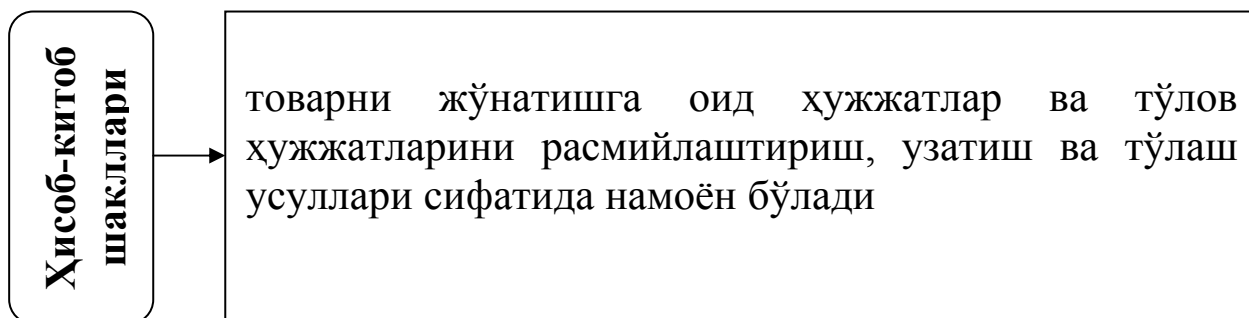 Ҳисоб-китоб
шакллари
товарни жўнатишга оид ҳужжатлар ва тўлов
ҳужжатларини расмийлаштириш, узатиш ва тўлаш
усуллари сифатида намоён бўлади